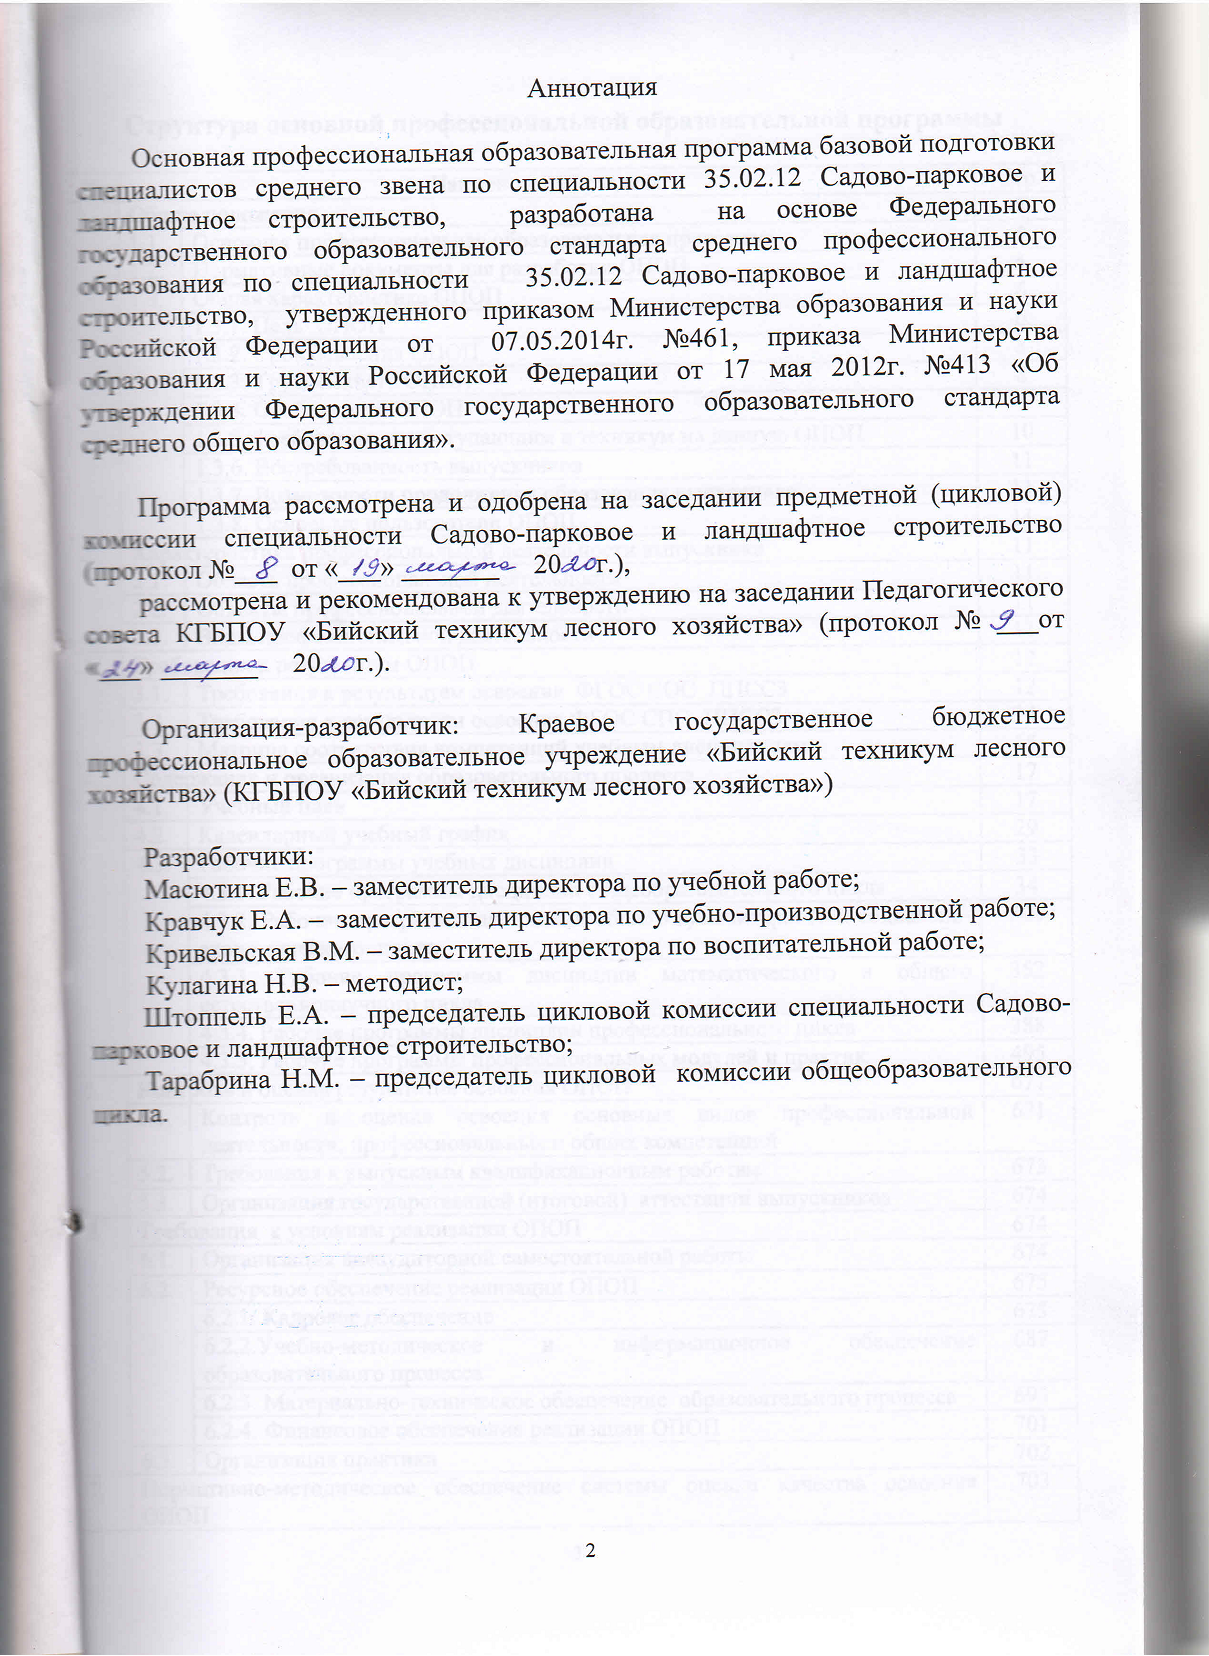 Аннотация
Основная профессиональная образовательная программа базовой подготовки
специалистов среднего звена по специальности 35.02.12 Садово-парковое и
ландшафтное строительство, разработана на основе Федерального
государственного образовательного стандарта среднего профессионального
образования по специальности 35.02.12 Садово-парковое и ландшафтное
строительство, утвержденного приказом Министерства образования и науки
Российской Федерации от 07.05.2014г. №461, приказа Министерства
образования и науки Российской Федерации от 17 мая 2012г. №413 «Об
утверждении Федерального государственного образовательного стандарта
среднего общего образования».
Программа рассмотрена и одобрена на заседании предметной (цикловой)
комиссии специальности Садово-парковое и ландшафтное строительство
(протокол № 8 от «19» марта 2020г.),
рассмотрена и рекомендована к утверждению на заседании Педагогического
совета КГБПОУ «Бийский техникум лесного хозяйства» (протокол № 9 от
«24» марта 2020г.).
Организация-разработчик: Краевое государственное бюджетное
профессиональное образовательное учреждение «Бийский техникум лесного
хозяйства» (КГБПОУ «Бийский техникум лесного хозяйства»)
Разработчики:
Масютина Е.В. – заместитель директора по учебной работе;
Кравчук Е.А. – заместитель директора по учебно-производственной работе;
Кривельская В.М. – заместитель директора по воспитательной работе;
Кулагина Н.В. – методист;
Штоппель Е.А. – председатель цикловой комиссии специальности Садово-
парковое и ландшафтное строительство;
Тарабрина Н.М. – председатель цикловой комиссии общеобразовательного
цикла.
2